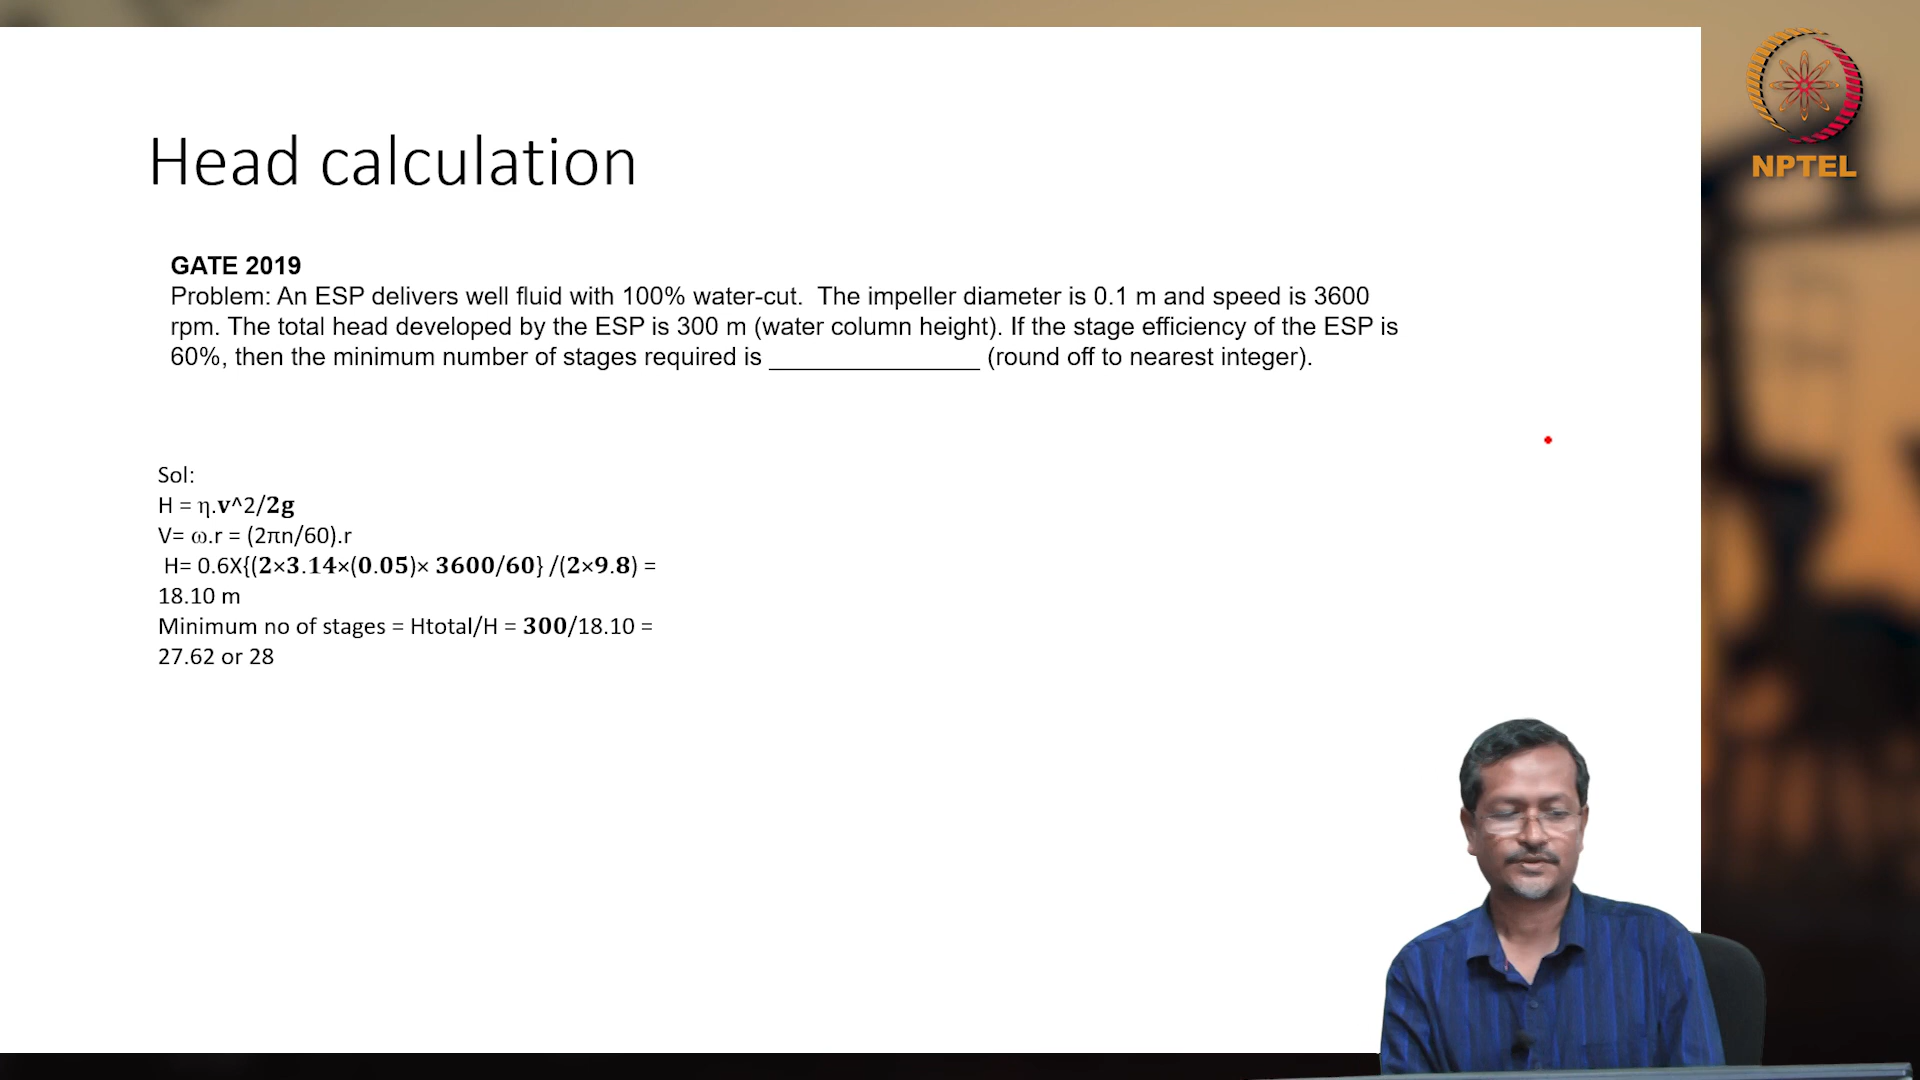 NPTEL
Head calculation
GATE 2019
Problem: An ESP delivers well fluid with 100% water-cut. The impeller diameter is 0.1 m and speed is 3600
rpm. The total head developed by the ESP is 300 m (water column height). If the stage efficiency of the ESP is
60%, then the minimum number of stages required is _______________ (round off to nearest integer).
Sol:
H = η.v^2/2g
V= ω.r = (2πn/60).r
H= 0.6X{(2×3.14×(0.05)× 3600/60} /(2×9.8) =
18.10 m
Minimum no of stages = Htotal/H = 300/18.10 =
27.62 or 28